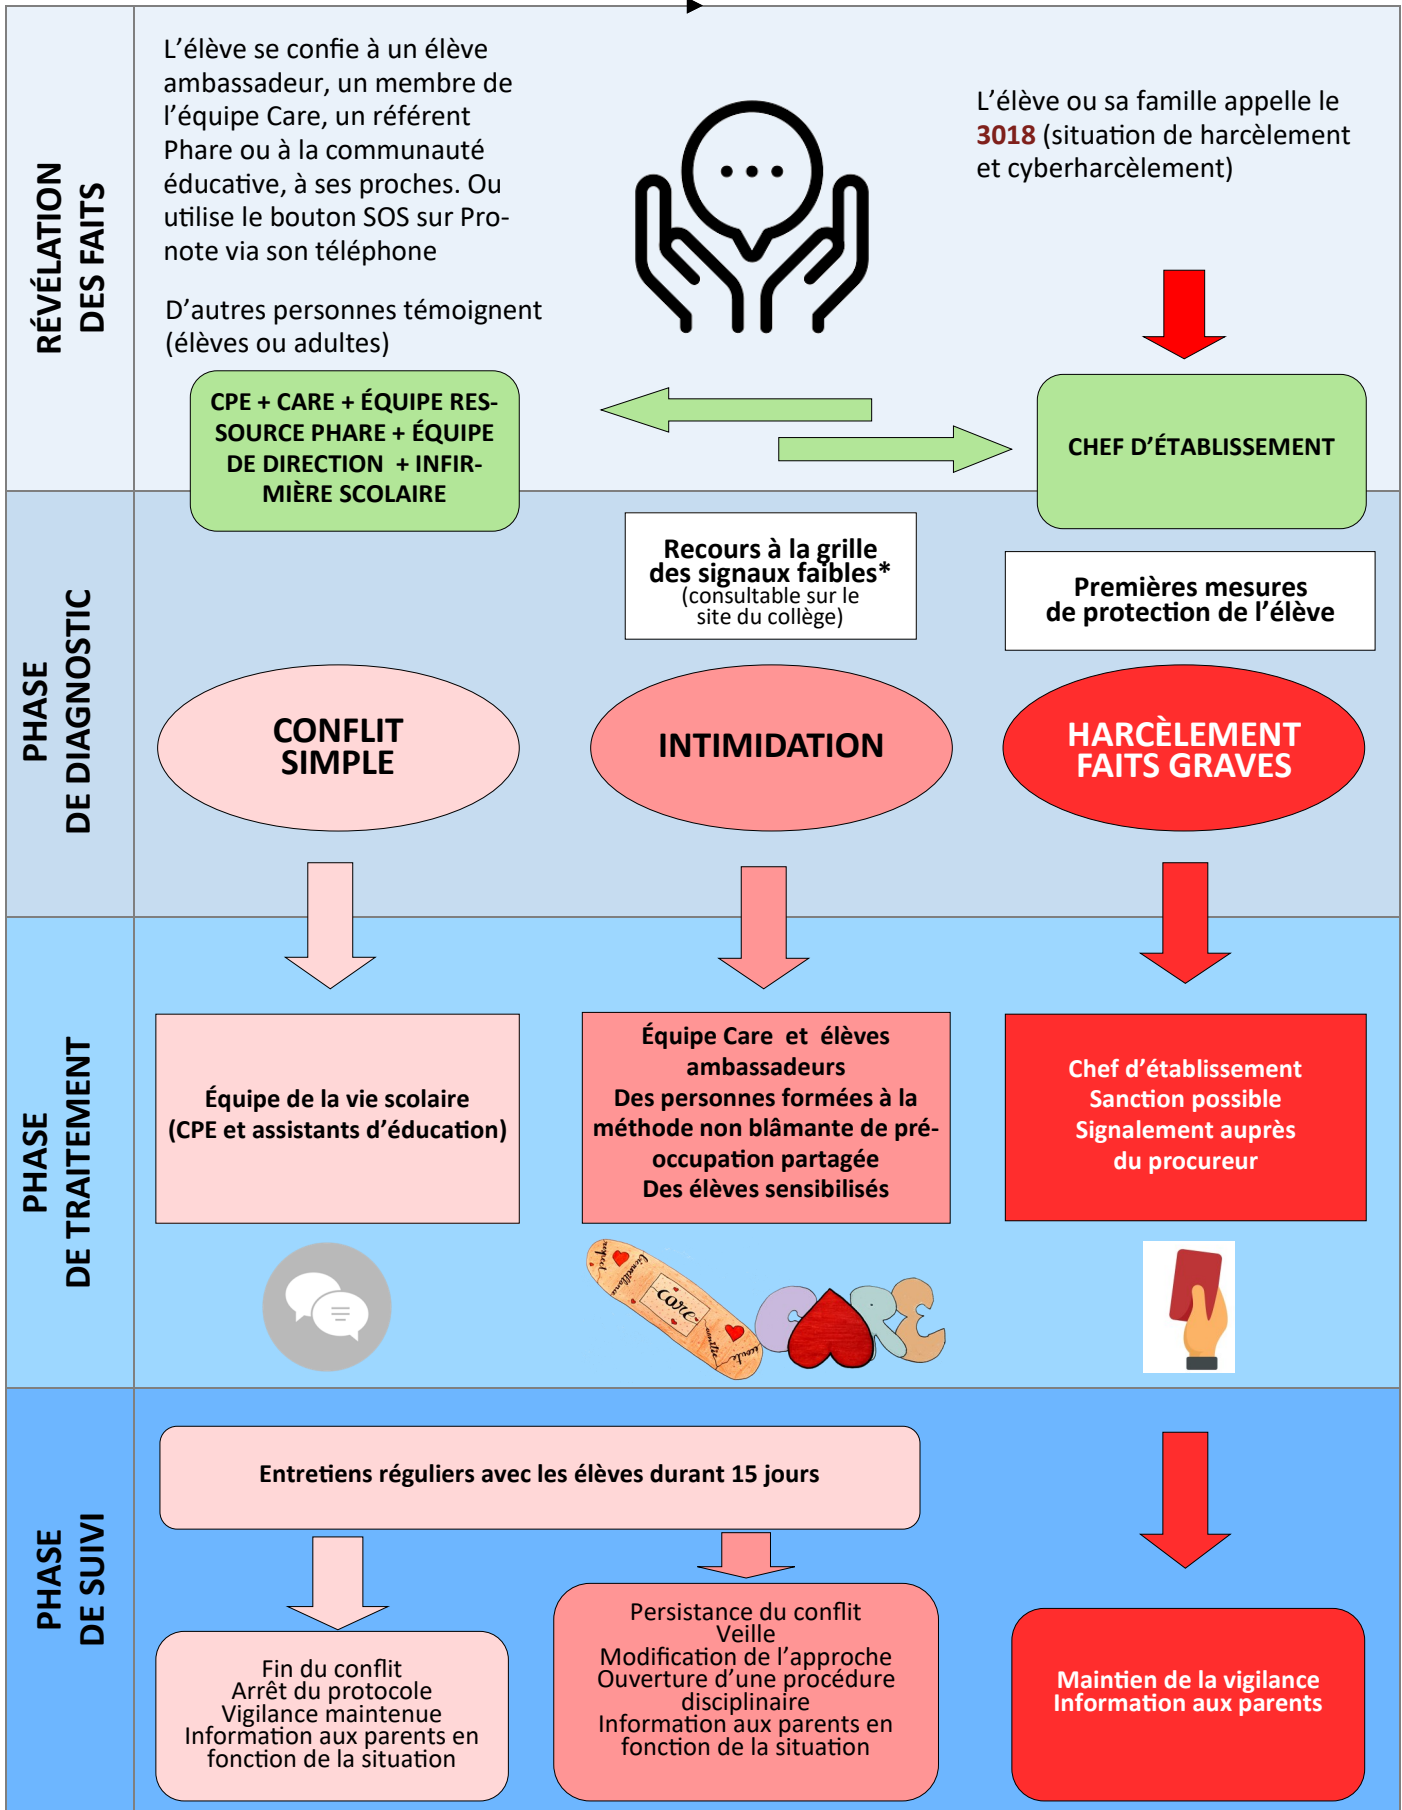 RÉVÉLATION
DES FAITS
L’élève se confie à un élève
ambassadeur, un membre de
l’équipe Care, un référent
Phare ou à la communauté
éducative, à ses proches. Ou
utilise le bouton SOS sur Pro-
note via son téléphone
D’autres personnes témoignent
(élèves ou adultes)
L’élève ou sa famille appelle le
3018 (situation de harcèlement
et cyberharcèlement)
CPE + CARE + ÉQUIPE RES-
SOURCE PHARE + ÉQUIPE
DE DIRECTION + INFIR-
MIÈRE SCOLAIRE
CHEF D’ÉTABLISSEMENT
PHASE
DE DIAGNOSTIC
Recours à la grille
des signaux faibles*
(consultable sur le
site du collège)
Premières mesures
de protection de l’élève
CONFLIT
SIMPLE
INTIMIDATION
HARCÈLEMENT
FAITS GRAVES
PHASE
DE TRAITEMENT
Équipe de la vie scolaire
(CPE et assistants d’éducation)
Équipe Care et élèves
ambassadeurs
Des personnes formées à la
méthode non blâmante de pré-
occupation partagée
Des élèves sensibilisés
Chef d’établissement
Sanction possible
Signalement auprès
du procureur
respect
bienveillance
care
écoute
PHASE
DE SUIVI
Entretiens réguliers avec les élèves durant 15 jours
Fin du conflit
Arrêt du protocole
Vigilance maintenue
Information aux parents en
fonction de la situation
Persistance du conflit
Veille
Modification de l’approche
Ouverture d’une procédure
disciplinaire
Information aux parents en
fonction de la situation
Maintien de la vigilance
Information aux parents